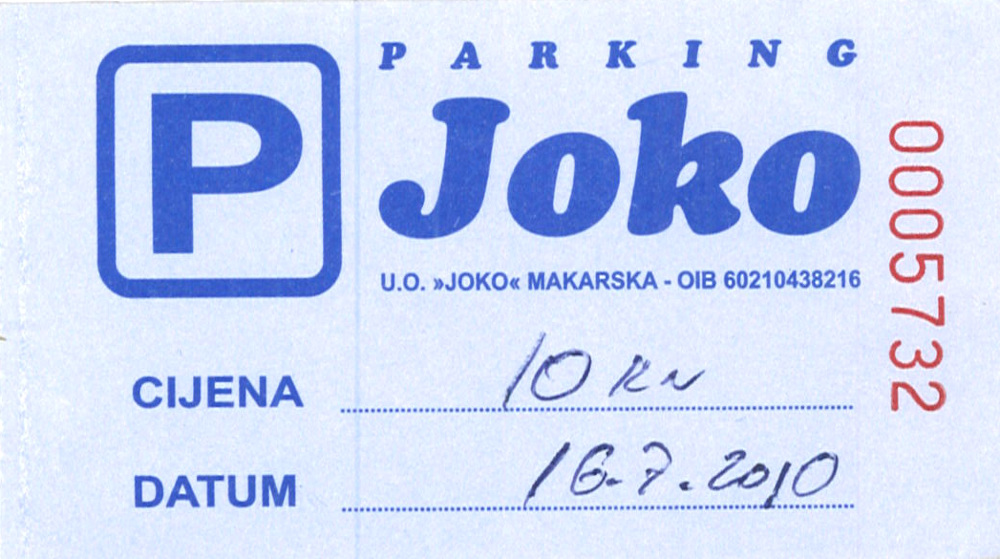 P
PARKING
Joko
U.O. »JOKO« MAKARSKA - OIB 60210438216
0005732
CIJENA 10 Kn
DATUM 16.7.2010